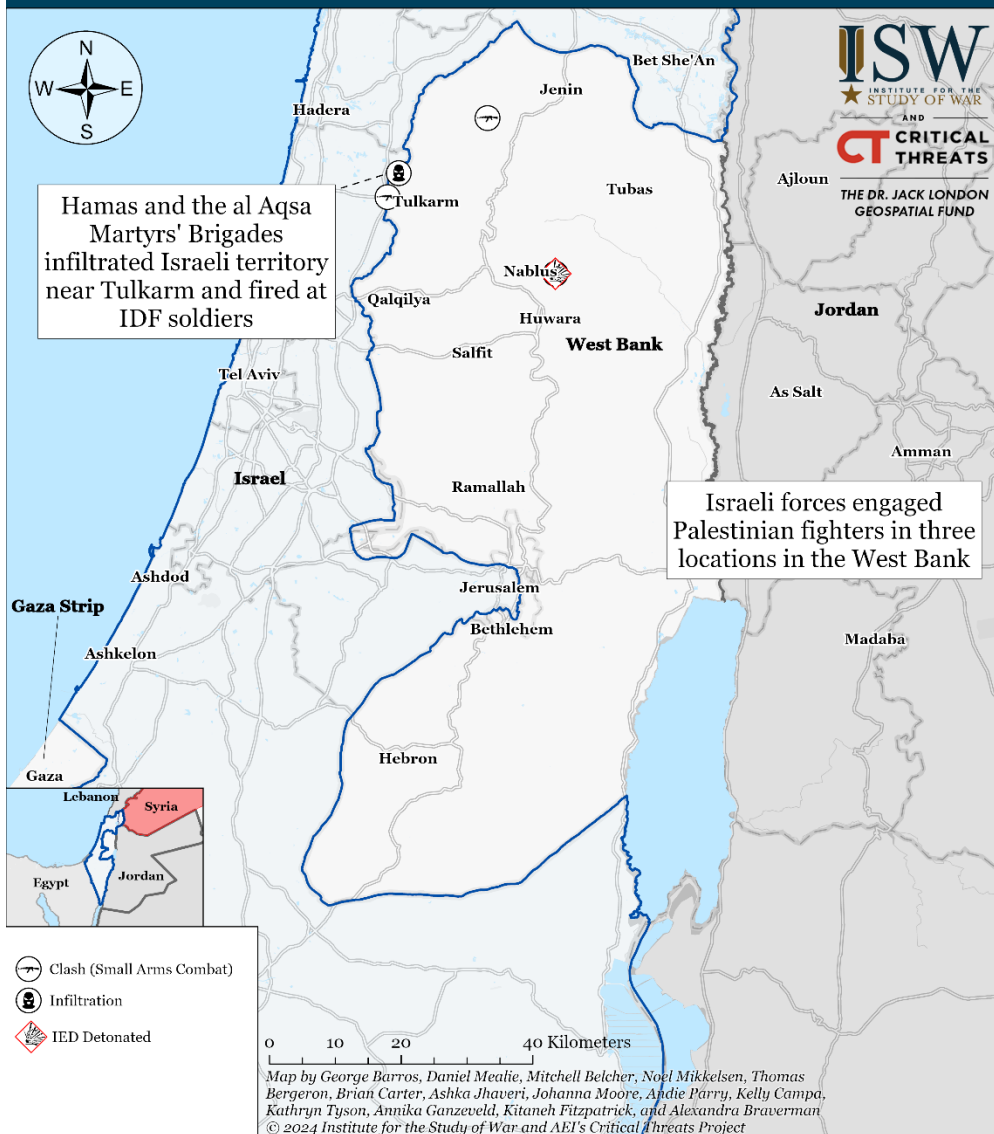 N
W E
S
ISW
INSTITUTE FOR THE
STUDY OF WAR
AND
CT CRITICAL
THREATS
THE DR. JACK LONDON
GEOSPATIAL FUND
Bet She'An
Jenin
Hadera
Ajloun
Tubas
Tulkarm
Hamas and the al Aqsa
Martyrs' Brigades
infiltrated Israeli territory
near Tulkarm and fired at
IDF soldiers
Nablus
Qalqilya
Huwara
Jordan
West Bank
Salfit
Tel Aviv
As Salt
Amman
Israel
Ramallah
Israeli forces engaged
Palestinian fighters in three
locations in the West Bank
Ashdod
Jerusalem
Gaza Strip
Bethlehem
Madaba
Ashkelon
Hebron
Gaza
Lebanon
Syria
Egypt
Jordan
Clash (Small Arms Combat)
Infiltration
IED Detonated
0 10 20 40 Kilometers
Map by George Barros, Daniel Mealie, Mitchell Belcher, Noel Mikkelsen, Thomas
Bergeron, Brian Carter, Ashka Jhaveri, Johanna Moore, Andie Parry, Kelly Campa,
Kathryn Tyson, Annika Ganzeveld, Kitaneh Fitzpatrick, and Alexandra Braverman
© 2024 Institute for the Study of War and AEI's Critical Threats Project